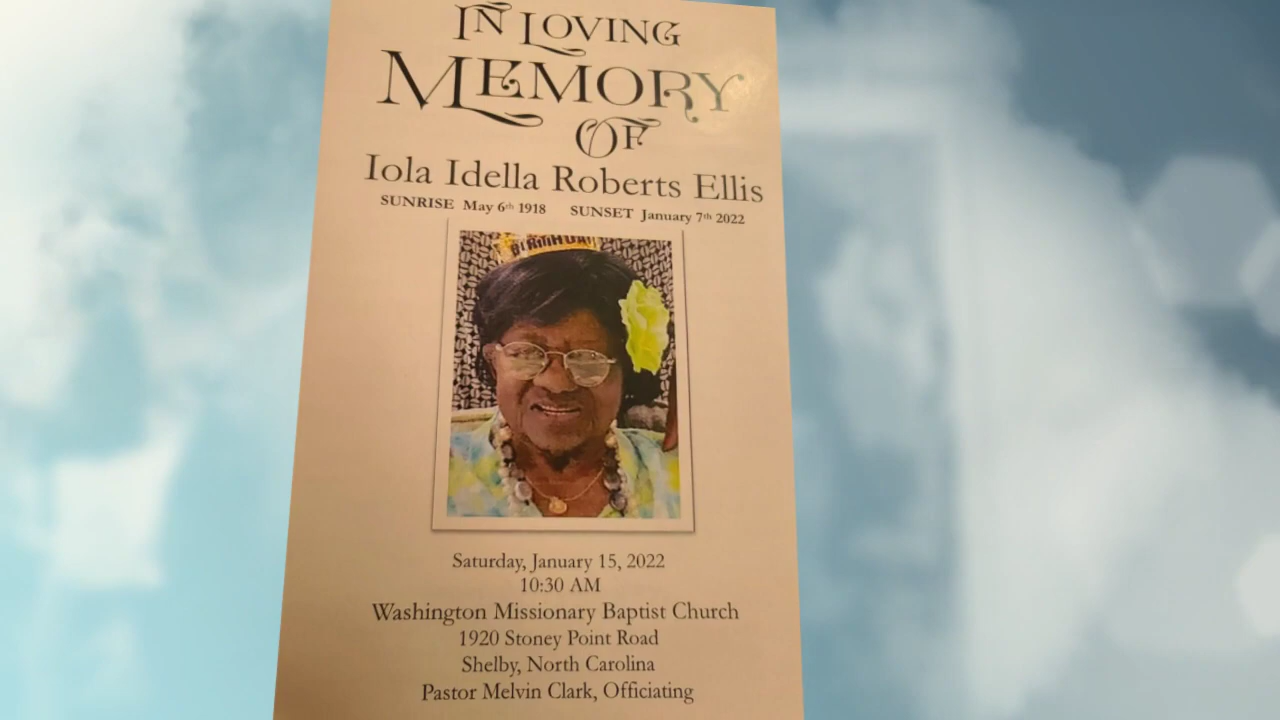 IN LOVING
MEMORY
OF
Iola Idella Roberts Ellis
SUNRISE May 6th 1918 SUNSET January 7th 2022
BIRTHDAY
Saturday, January 15, 2022
10:30 AM
Washington Missionary Baptist Church
1920 Stoney Point Road
Shelby, North Carolina
Pastor Melvin Clark, Officiating